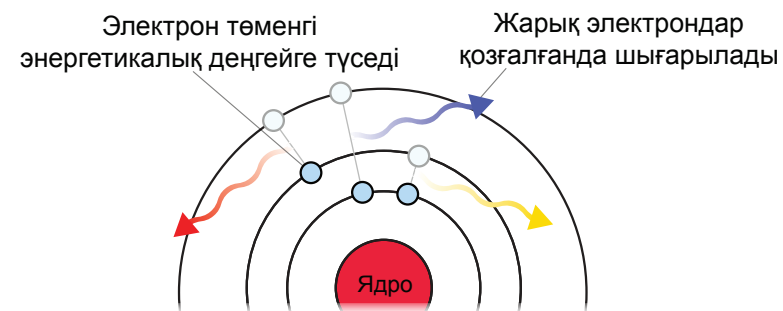 Электрон төменгі
энергетикалық деңгейге түседі
Жарық электрондар
қозғалғанда шығарылады
Ядро